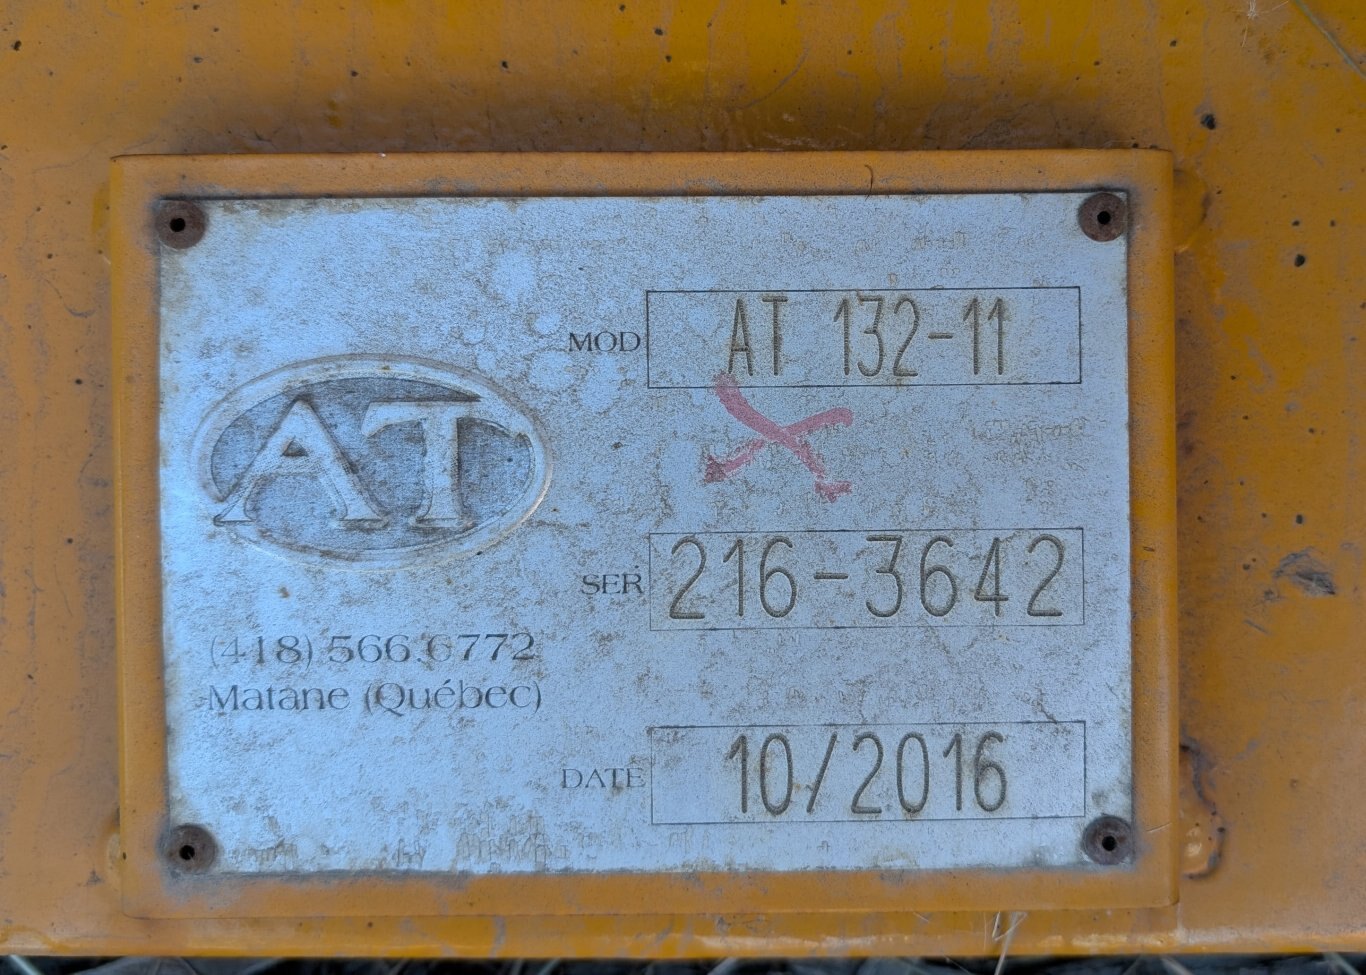 AT
MOD AT 132-11
SER 216-3642
(418) 566.6772
Matane (Québec)
DATE 10/2016